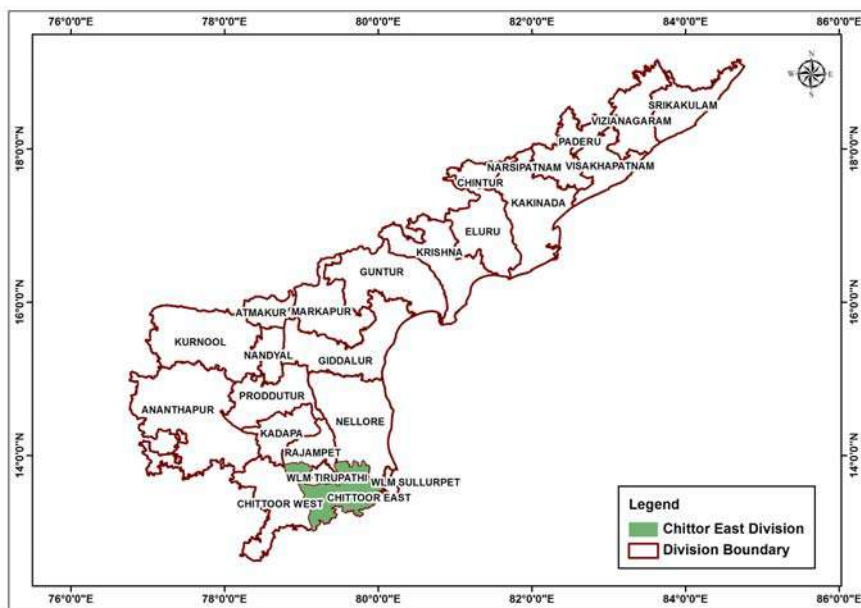 76°0'0"E 78°0'0"E 80°0'0"E 82°0'0"E 84°0'0"E 86°0'0"E
N
W E
S
SRIKAKULAM
VIZIANAGARAM
PADERU
18°0'0"N 18°0'0"N
NARSIPATNAM VISAKHAPATNAM
CHINTUR
KAKINADA
ELURU
KRISHNA
GUNTUR
16°0'0"N 16°0'0"N
ATMAKUR MARKAPUR
KURNOOL
NANDYAL
GIDDALUR
PRODDUTUR
ANANTHAPUR
NELLORE
KADAPA
14°0'0"N 14°0'0"N
RAJAMPET
WLM TIRUPATHI WLM SULLURPET
CHITTOOR WEST CHITTOOR EAST
Legend
Chittor East Division
Division Boundary
76°0'0"E 78°0'0"E 80°0'0"E 82°0'0"E 84°0'0"E 86°0'0"E